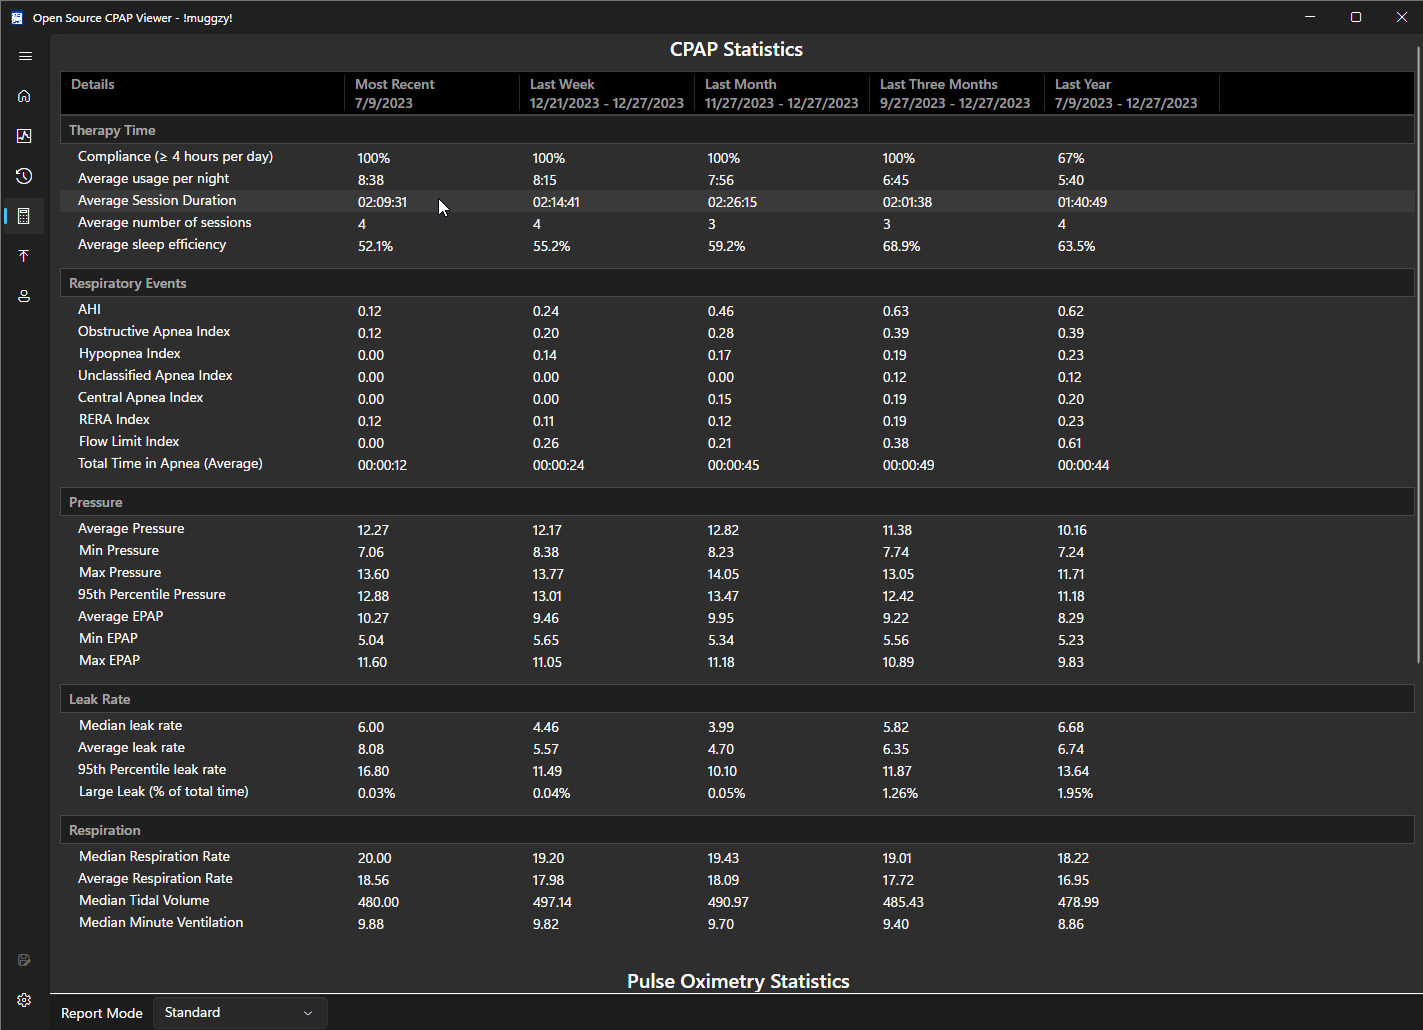 Open Source CPAP Viewer - !muggzy!
CPAP Statistics
Details Most Recent Last Week Last Month Last Three Months Last Year
7/9/2023 12/21/2023 - 12/27/2023 11/27/2023 - 12/27/2023 9/27/2023 - 12/27/2023 7/9/2023 - 12/27/2023
Therapy Time
Compliance (≥ 4 hours per day) 100% 100% 100% 100% 67%
Average usage per night 8:38 8:15 7:56 6:45 5:40
Average Session Duration 02:09:31 02:14:41 02:26:15 02:01:38 01:40:49
Average number of sessions 4 4 3 3 4
Average sleep efficiency 52.1% 55.2% 59.2% 68.9% 63.5%
Respiratory Events
AHI 0.12 0.24 0.46 0.63 0.62
Obstructive Apnea Index 0.12 0.20 0.28 0.39 0.39
Hypopnea Index 0.00 0.14 0.17 0.19 0.23
Unclassified Apnea Index 0.00 0.00 0.00 0.12 0.12
Central Apnea Index 0.00 0.00 0.15 0.19 0.20
RERA Index 0.12 0.11 0.12 0.19 0.23
Flow Limit Index 0.00 0.26 0.21 0.38 0.61
Total Time in Apnea (Average) 00:00:12 00:00:24 00:00:45 00:00:49 00:00:44
Pressure
Average Pressure 12.27 12.17 12.82 11.38 10.16
Min Pressure 7.06 8.38 8.23 7.74 7.24
Max Pressure 13.60 13.77 14.05 13.05 11.71
95th Percentile Pressure 12.88 13.01 13.47 12.42 11.18
Average EPAP 10.27 9.46 9.95 9.22 8.29
Min EPAP 5.04 5.65 5.34 5.56 5.23
Max EPAP 11.60 11.05 11.18 10.89 9.83
Leak Rate
Median leak rate 6.00 4.46 3.99 5.82 6.68
Average leak rate 8.08 5.57 4.70 6.35 6.74
95th Percentile leak rate 16.80 11.49 10.10 11.87 13.64
Large Leak (% of total time) 0.03% 0.04% 0.05% 1.26% 1.95%
Respiration
Median Respiration Rate 20.00 19.20 19.43 19.01 18.22
Average Respiration Rate 18.56 17.98 18.09 17.72 16.95
Median Tidal Volume 480.00 497.14 490.97 485.43 478.99
Median Minute Ventilation 9.88 9.82 9.70 9.40 8.86
Pulse Oximetry Statistics
Report Mode Standard